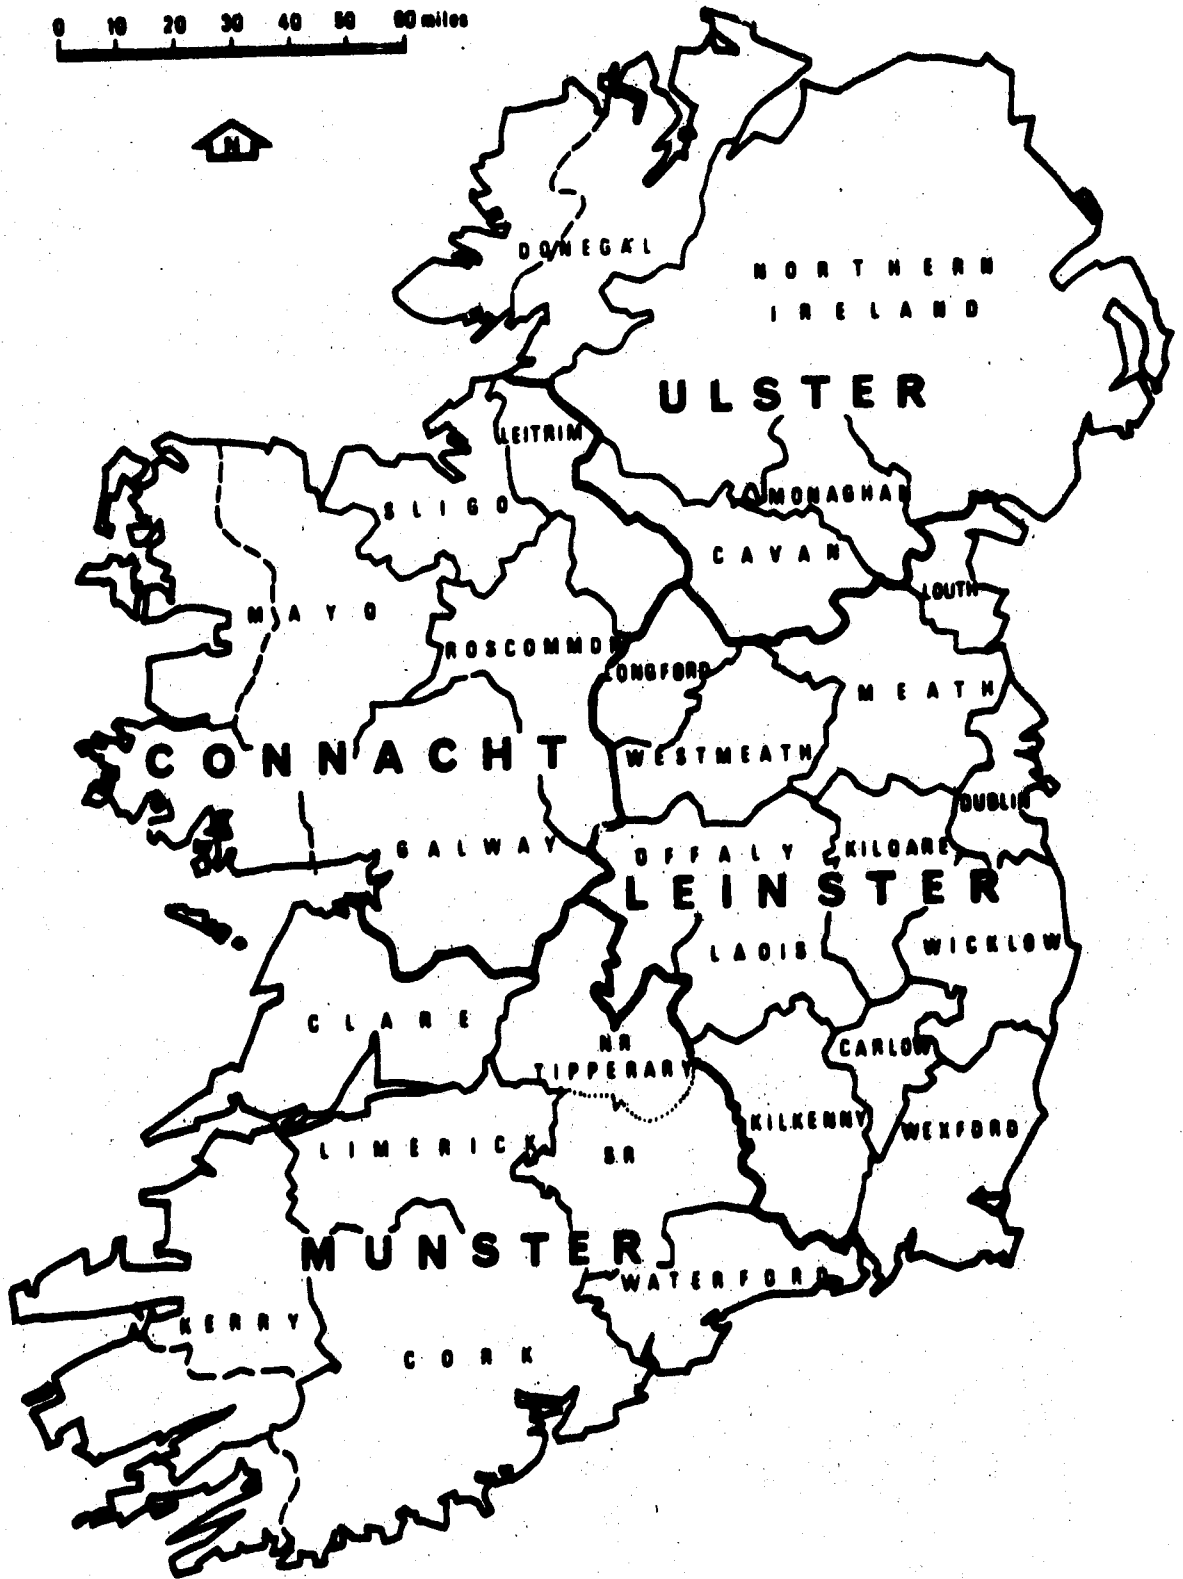 0 10 20 30 40 50 60 miles
N
DONEGAL
NORTHERN
IRELAND
ULSTER
LEITRIM
MONAGHAN
SLIGO
CAVAN
LOUTH
MAYO
ROSCOMMON
LONGFORD
MEATH
CONNACHT
WESTMEATH
DUBLIN
GALWAY
OFFALY
KILDARE
LEINSTER
LAOIS
WICKLOW
CLARE
NR
TIPPERARY
CARLOW
KILKENNY
WEXFORD
LIMERICK
SR
MUNSTER
WATERFORD
KERRY
CORK